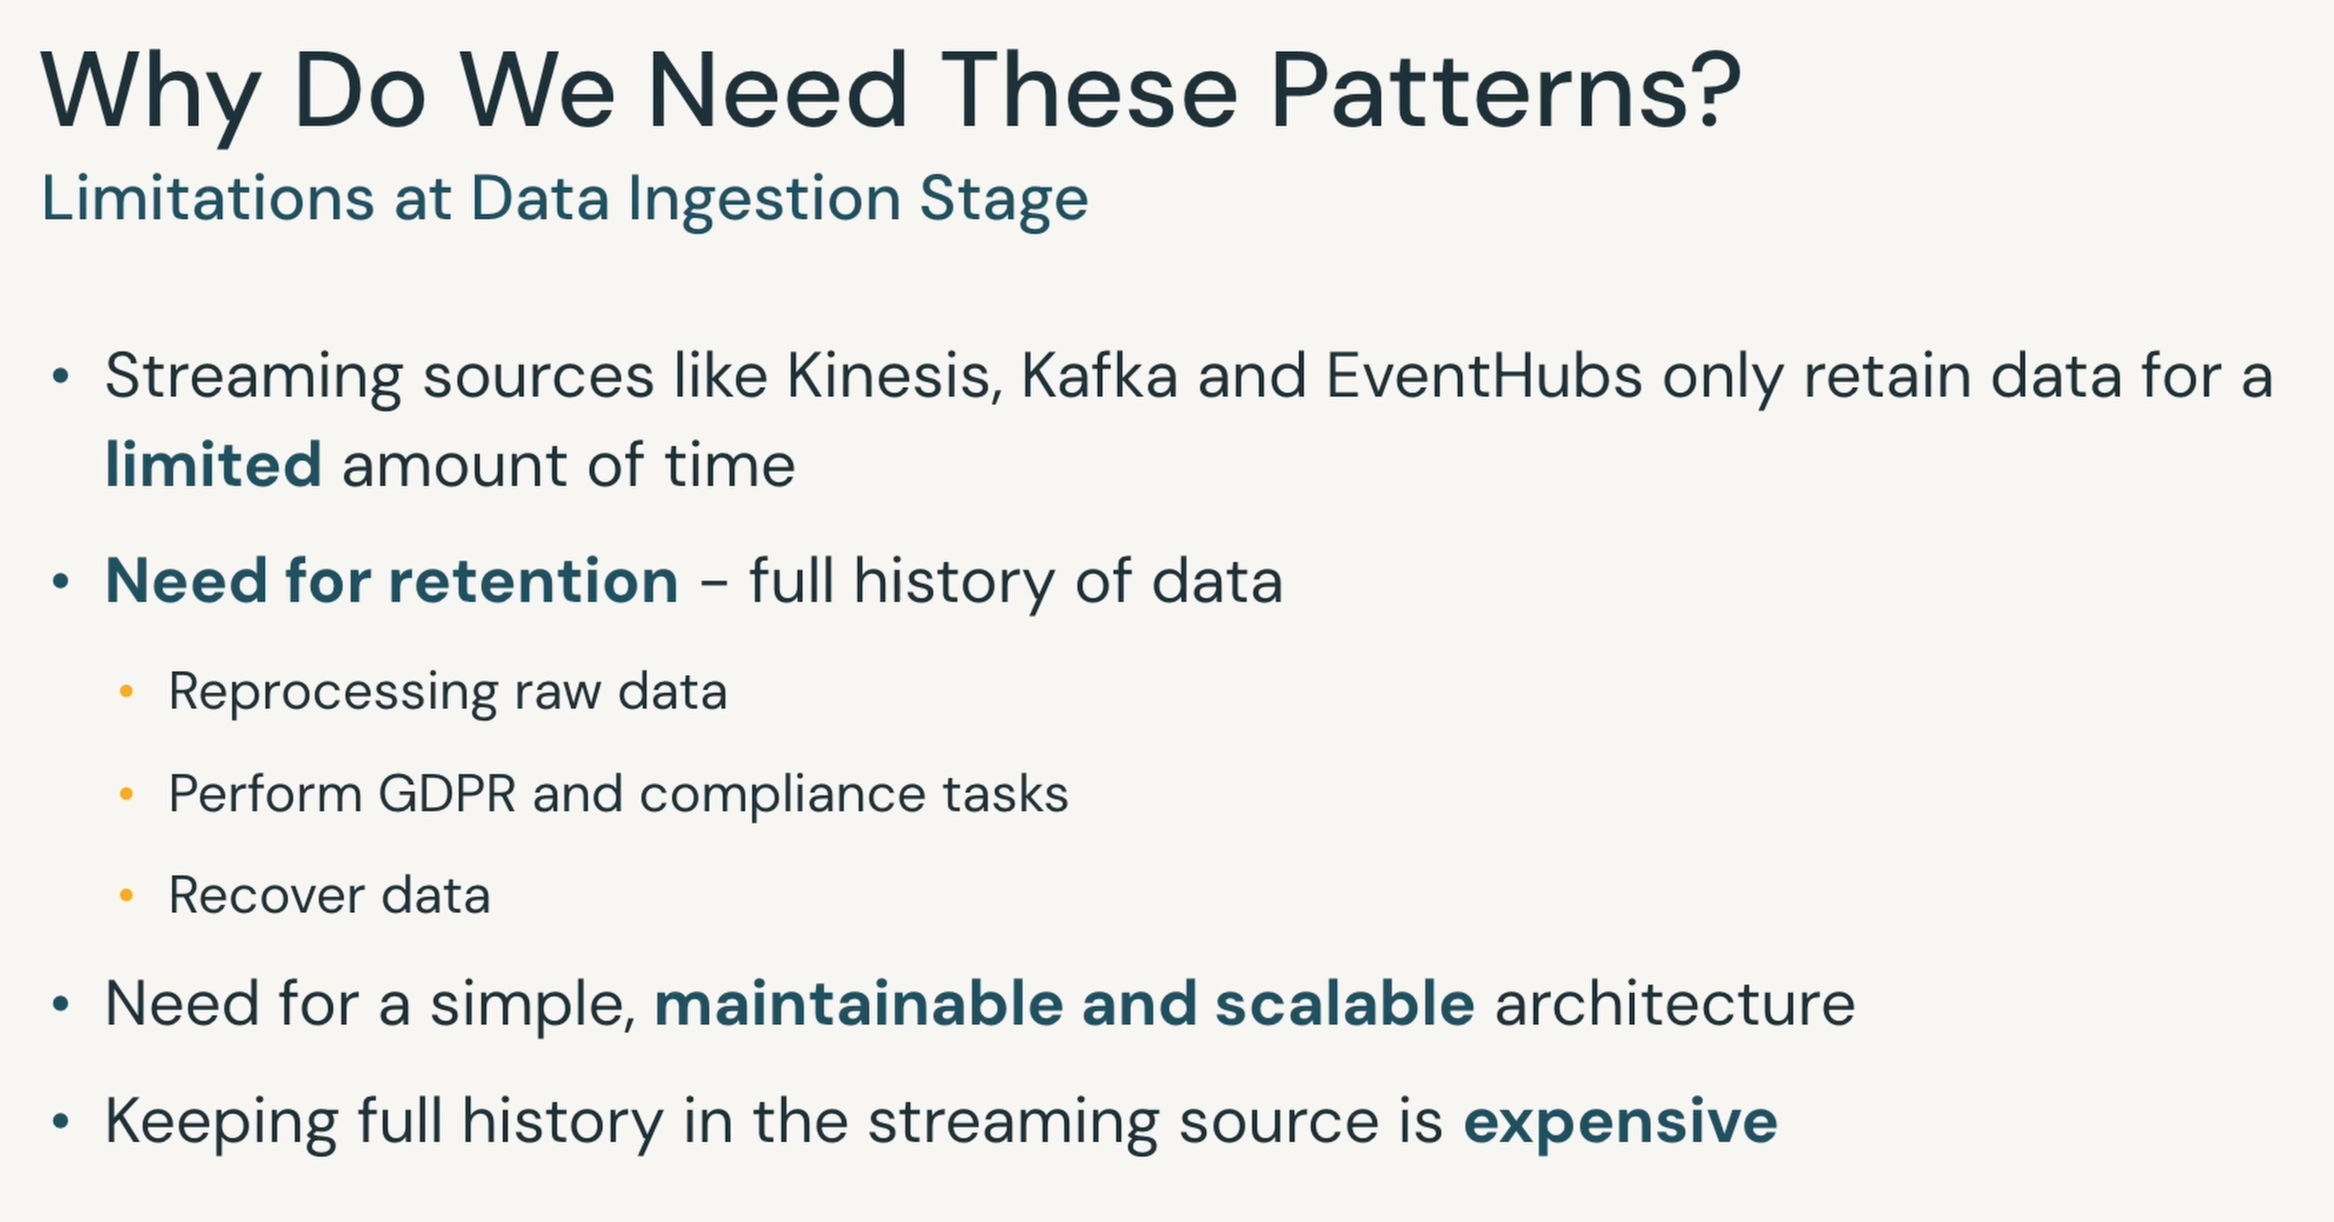 Why Do We Need These Patterns?
Limitations at Data Ingestion Stage
• Streaming sources like Kinesis, Kafka and EventHubs only retain data for a
limited amount of time
• Need for retention – full history of data
• Reprocessing raw data
• Perform GDPR and compliance tasks
• Recover data
• Need for a simple, maintainable and scalable architecture
• Keeping full history in the streaming source is expensive